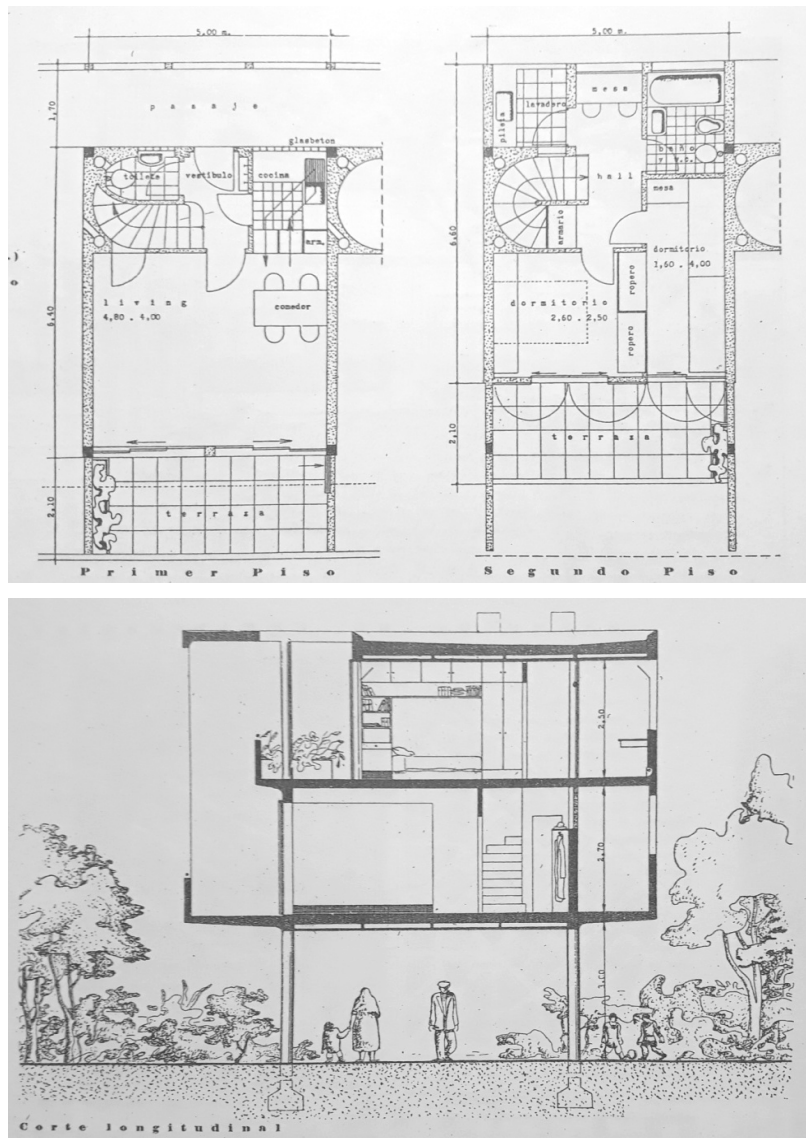 5,00 m.
1,70
pasaje
glasbeton
toilete
vestibulo
cocina
arm.
living
4,80 . 4,00
comedor
6,40
2,10
terraza
Primer Piso
.)
o
5,00 m.
mesa
lavadero
pileta
baño
y w.c.
hall
mesa
armario
dormitorio
1,60 . 4,00
ropero
dormitorio
2,60 . 2,50
ropero
6,60
2,10
terraza
Segundo Piso
2,50
2,70
Corte longitudinal